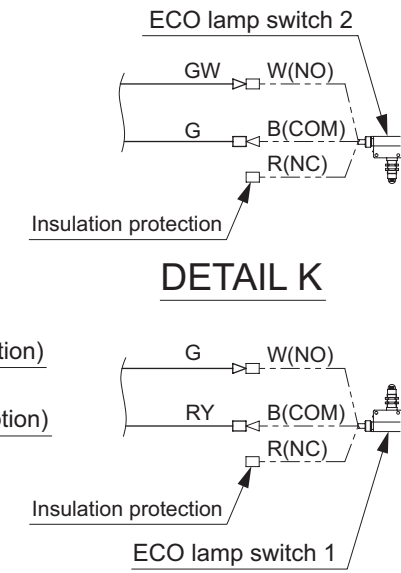 ECO lamp switch 2
GW W(NO)
G B(COM)
R(NC)
Insulation protection
DETAIL K
tion)
G W(NO)
otion)
RY B(COM)
R(NC)
Insulation protection
ECO lamp switch 1